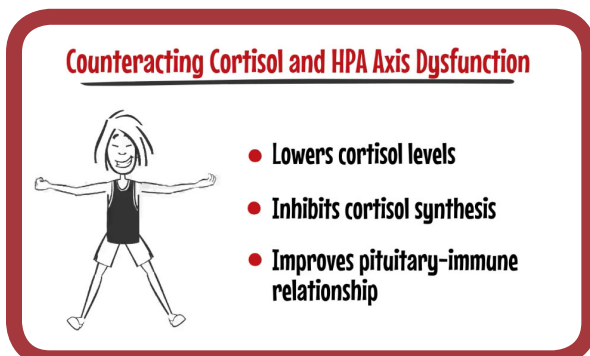 Counteracting Cortisol and HPA Axis Dysfunction
• Lowers cortisol levels
• Inhibits cortisol synthesis
• Improves pituitary-immune
relationship